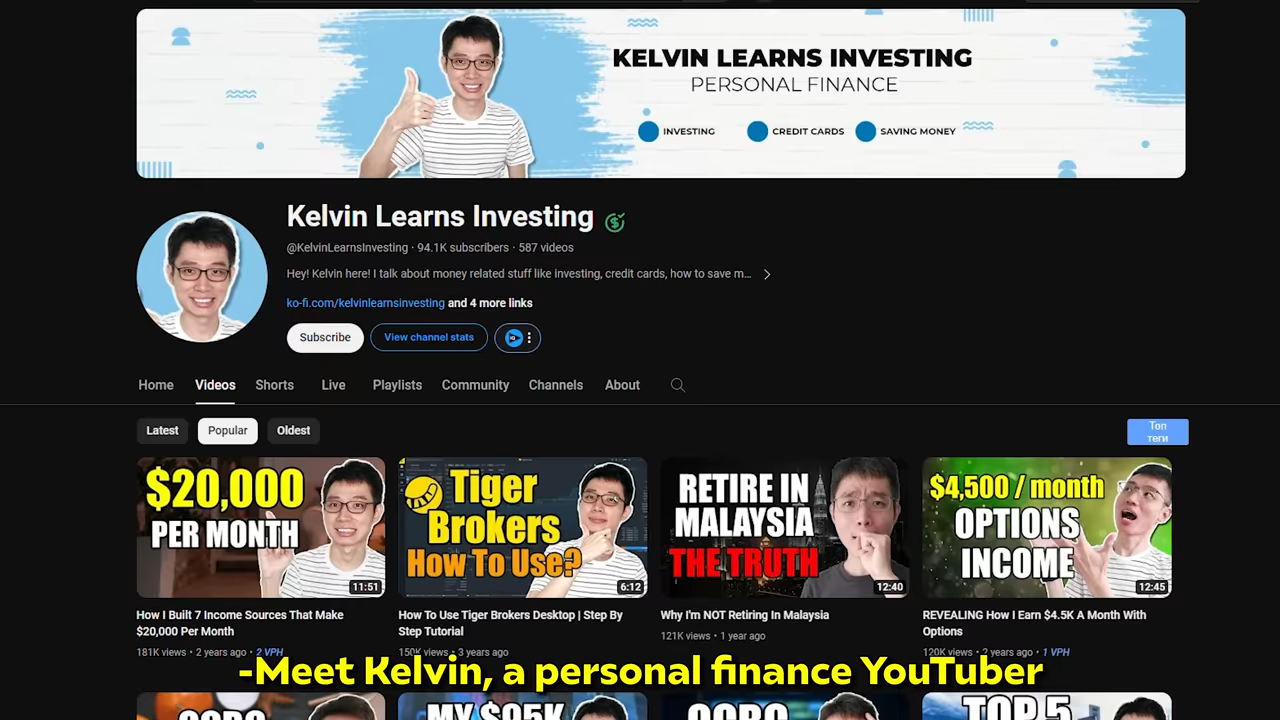 KELVIN LEARNS INVESTING
PERSONAL FINANCE
INVESTING CREDIT CARDS SAVING MONEY
Kelvin Learns Investing
@KelvinLearnsInvesting · 94.1K subscribers · 587 videos
Hey! Kelvin here! I talk about money related stuff like investing, credit cards, how to save m...
ko-fi.com/kelvinlearnsinvesting and 4 more links
Subscribe View channel stats
Home Videos Shorts Live Playlists Community Channels About
Latest Popular Oldest
Топ
теги
$20,000
PER MONTH
11:51
Tiger
Brokers
How To Use?
6:12
RETIRE IN
MALAYSIA
THE TRUTH
12:40
$4,500 / month
OPTIONS
INCOME
12:45
How I Built 7 Income Sources That Make
$20,000 Per Month
181K views • 2 years ago • 2 VPH
How To Use Tiger Brokers Desktop | Step By
Step Tutorial
150K views • 3 years ago
Why I'm NOT Retiring In Malaysia
121K views • 1 year ago
REVEALING How I Earn $4.5K A Month With
Options
120K views • 2 years ago • 1 VPH
-Meet Kelvin, a personal finance YouTuber
OCBC
MY $95K
OCBC
TOP 5